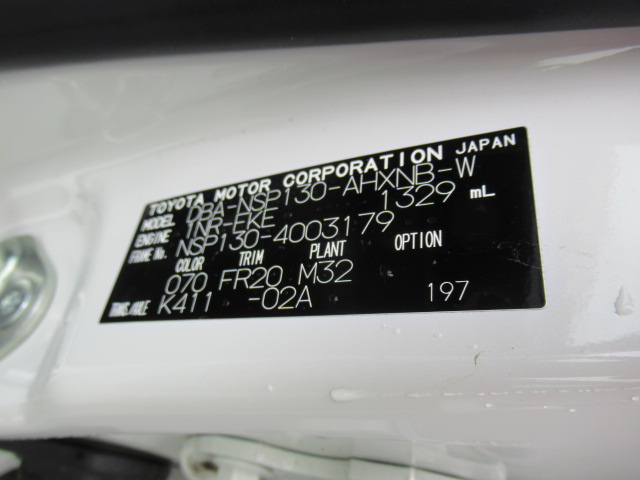 TOYOTA MOTOR CORPORATION JAPAN
MODEL DBA-NSP130-AHXNB-W
ENGINE 1NR-FKE 1329 mL
FRAME No. NSP130-4003179
COLOR TRIM PLANT OPTION
070 FR20 M32
TRANS.AXLE K411 -02A 197